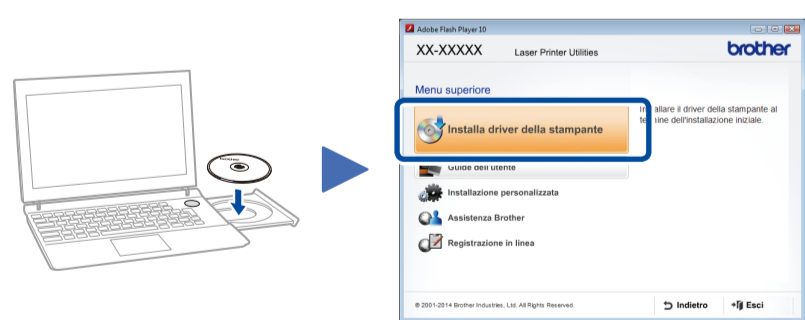 brother
Adobe Flash Player 10
XX-XXXXX Laser Printer Utilities brother
Menu superiore
Installa driver della stampante
allare il driver della stampante al
ine dell'installazione iniziale.
Guide dell'utente
Installazione personalizzata
Assistenza Brother
Registrazione in linea
© 2001-2014 Brother Industries, Ltd. All Rights Reserved. Indietro Esci